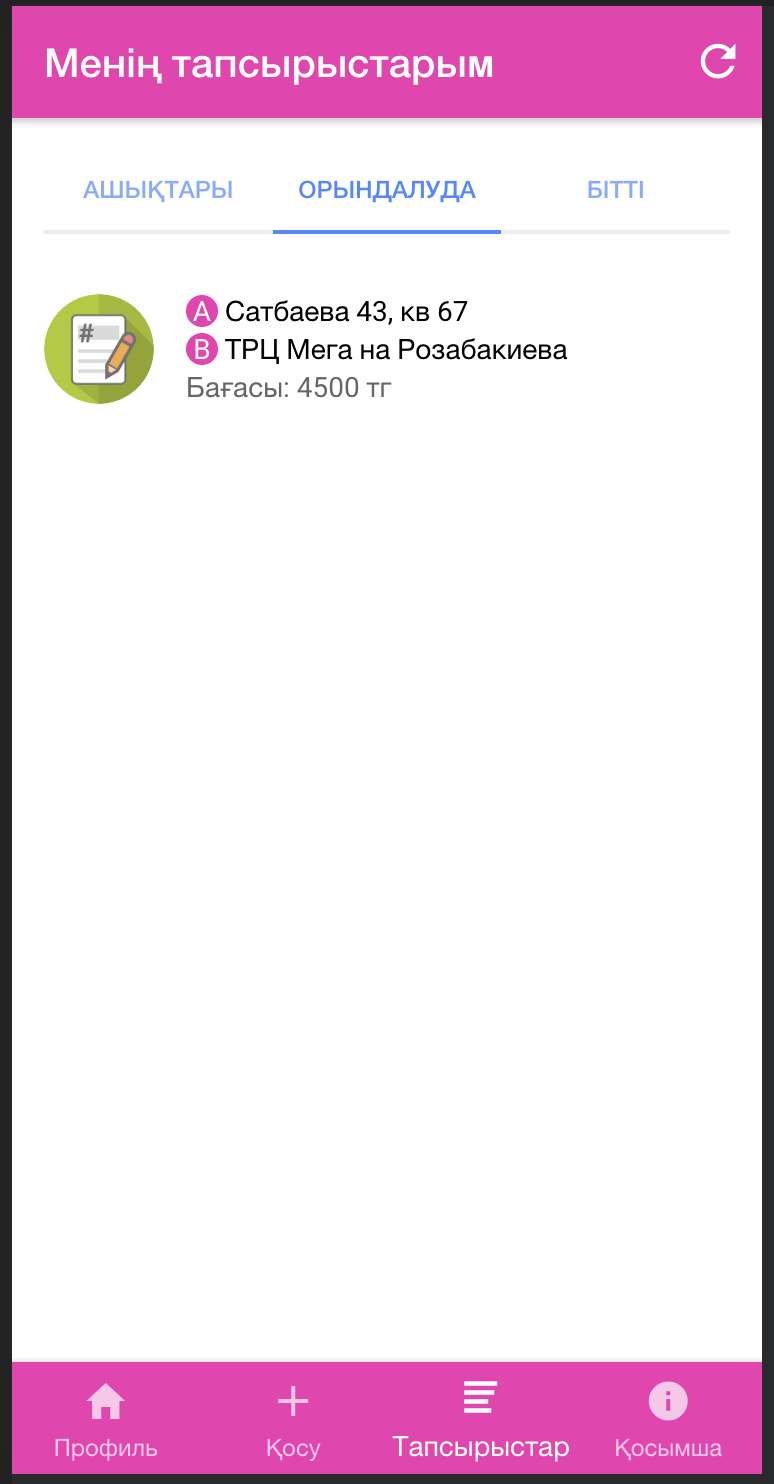 Менің тапсырыстарым
АШЫҚТАРЫ ОРЫНДАЛУДА БІТТІ
#
A Сатбаева 43, кв 67
B ТРЦ Мега на Розабакиева
Бағасы: 4500 тг
Профиль Қосу Тапсырыстар Қосымша